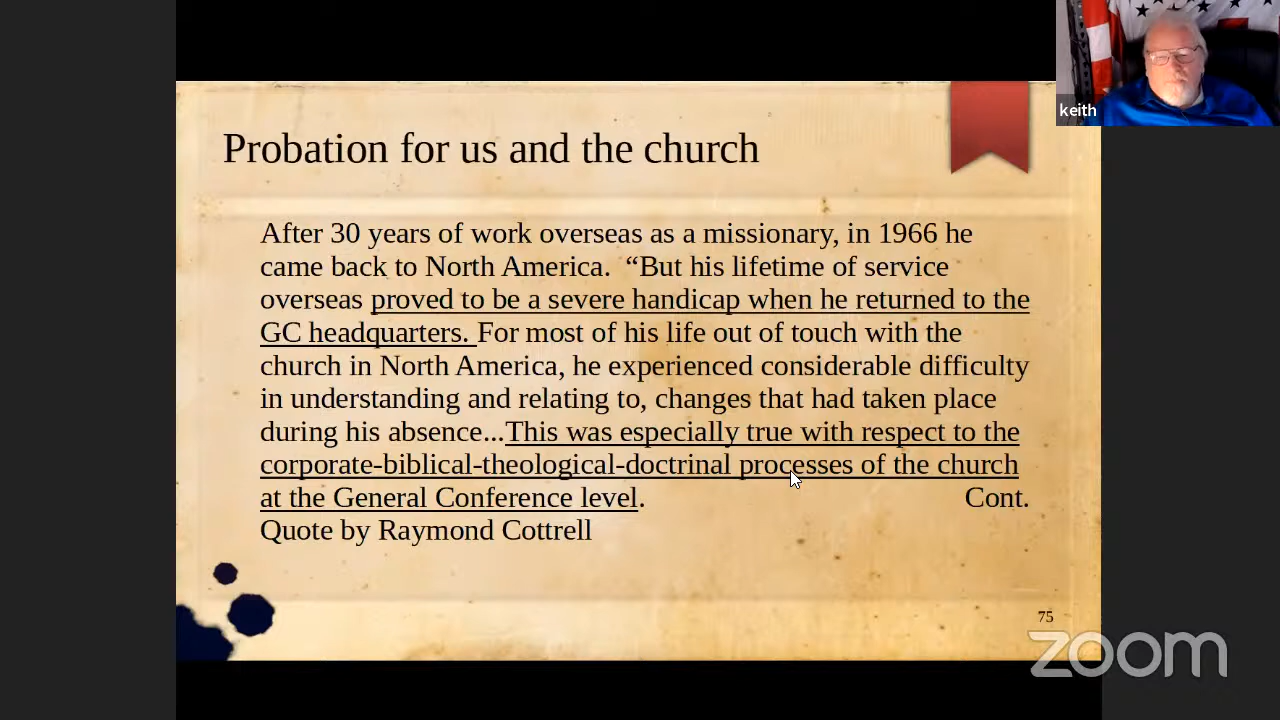 keith
Probation for us and the church
After 30 years of work overseas as a missionary, in 1966 he
came back to North America.  “But his lifetime of service
overseas proved to be a severe handicap when he returned to the
GC headquarters. For most of his life out of touch with the
church in North America, he experienced considerable difficulty
in understanding and relating to, changes that had taken place
during his absence...This was especially true with respect to the
corporate-biblical-theological-doctrinal processes of the church
at the General Conference level. Cont.
Quote by Raymond Cottrell
75
zoom